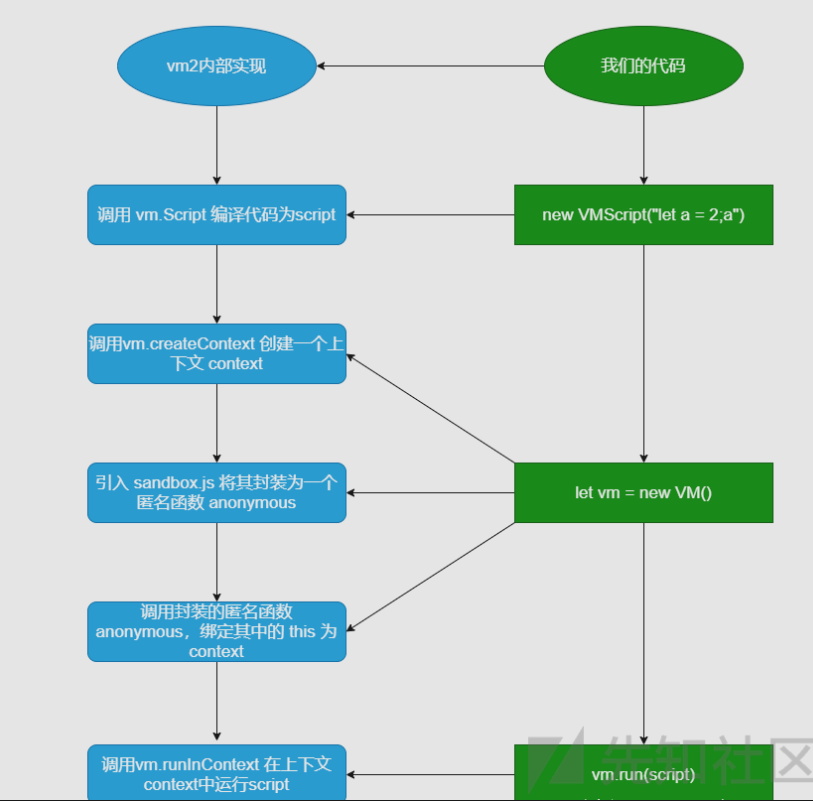 vm2内部实现
我们的代码
调用 vm.Script 编译代码为script
new VMScript("let a = 2;a")
调用vm.createContext 创建一个上
下文 context
引入 sandbox.js 将其封装为一个
匿名函数 anonymous
let vm = new VM()
调用封装的匿名函数
anonymous，绑定其中的 this 为
context
调用vm.runInContext 在上下文
context中运行script
vm.run(script)
先知社区